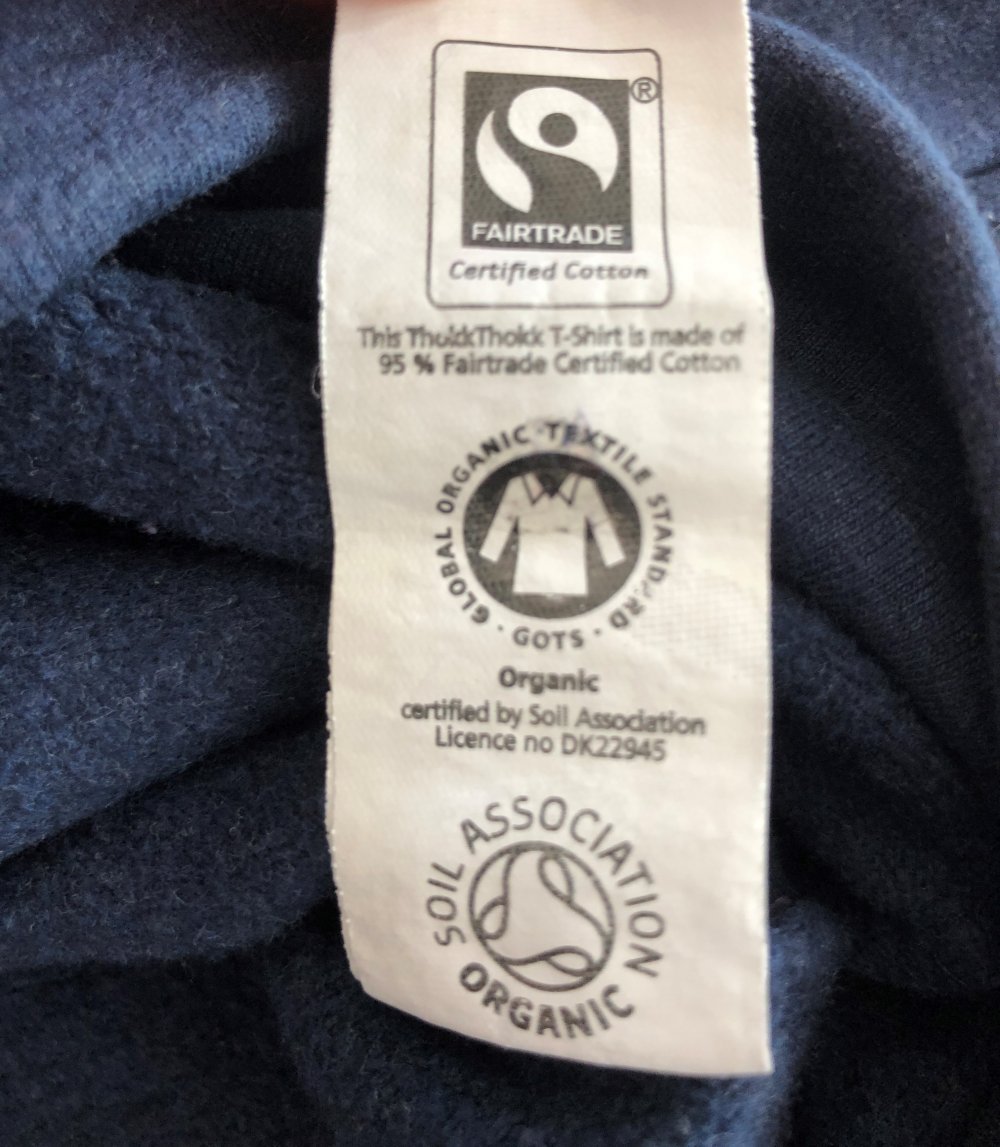 ®
FAIRTRADE
Certified Cotton
This ThokkThokk T-Shirt is made of
95 % Fairtrade Certified Cotton
GLOBAL ORGANIC · TEXTILE STANDARD · GOTS ·
Organic
certified by Soil Association
Licence no DK22945
SOIL ASSOCIATION
ORGANIC